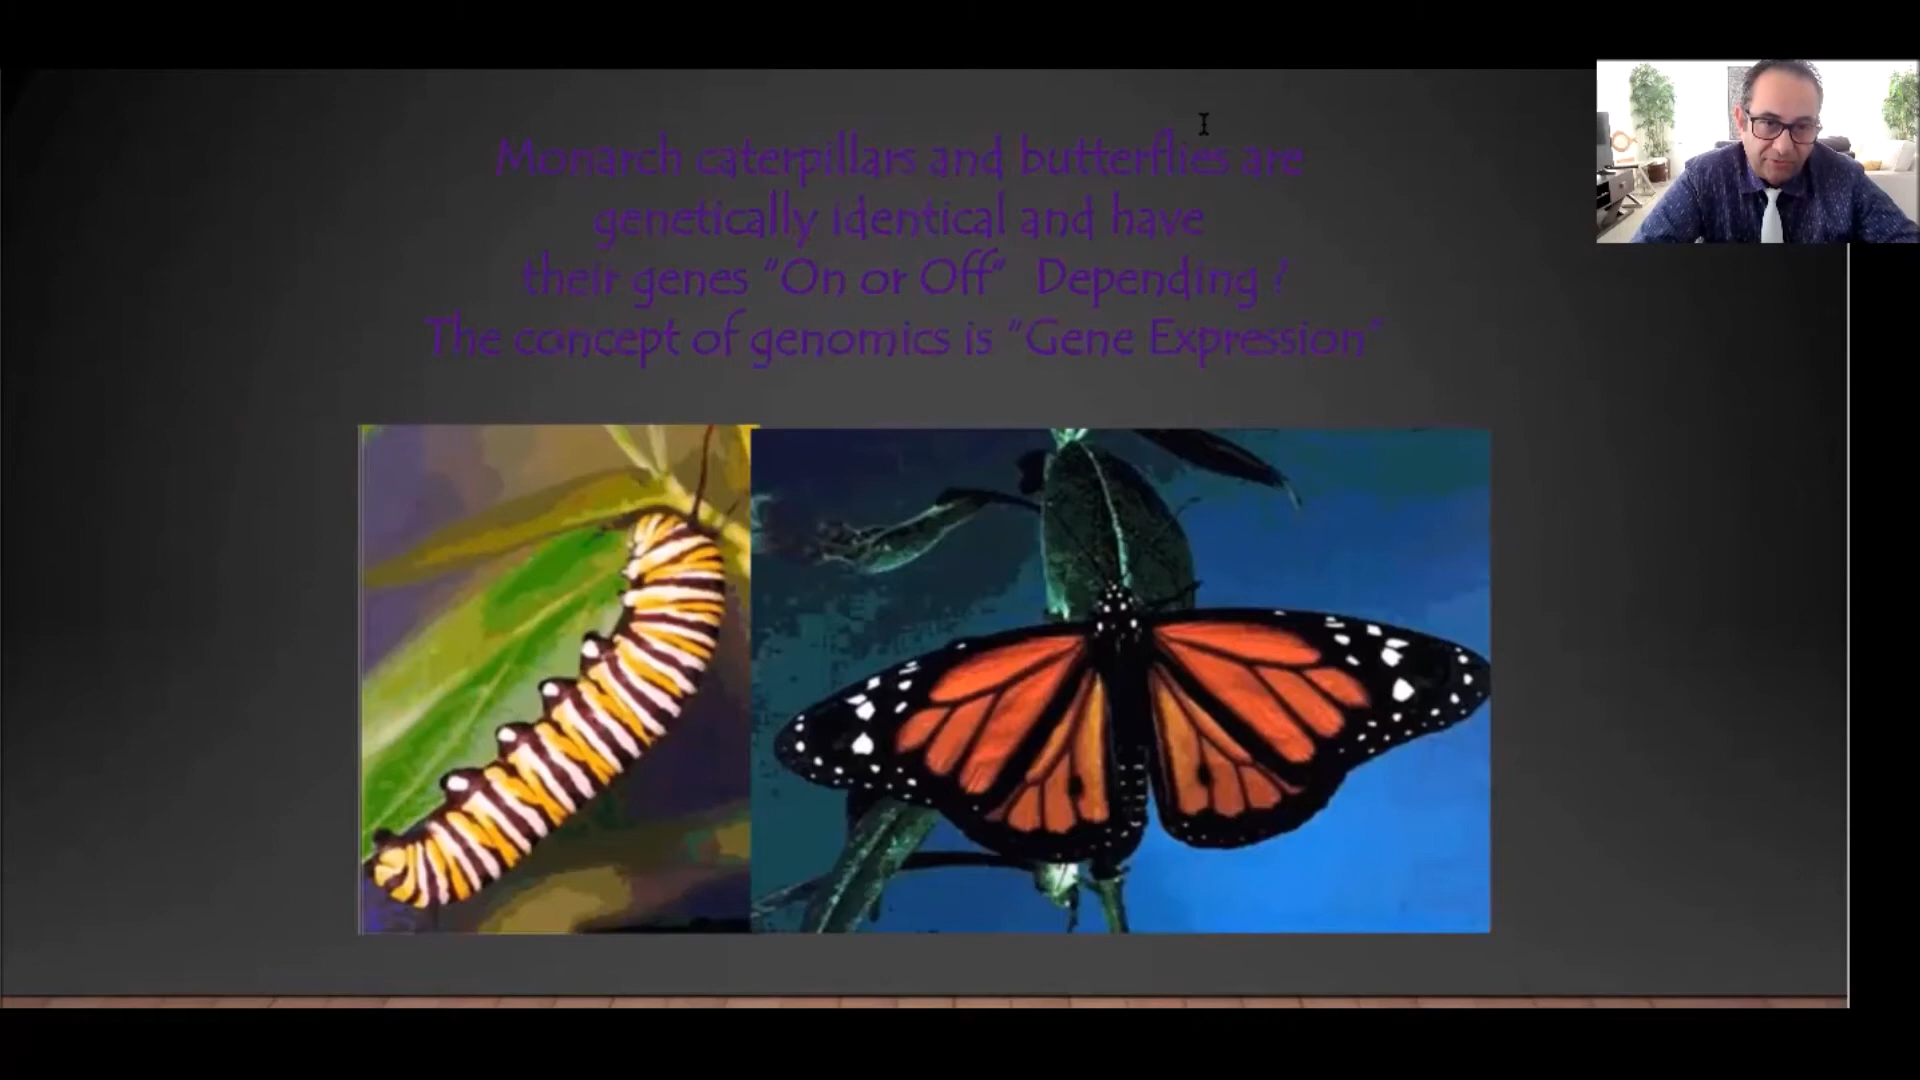 Monarch caterpillars and butterflies are
genetically identical and have
their genes “On or Off” Depending ?
The concept of genomics is “Gene Expression”